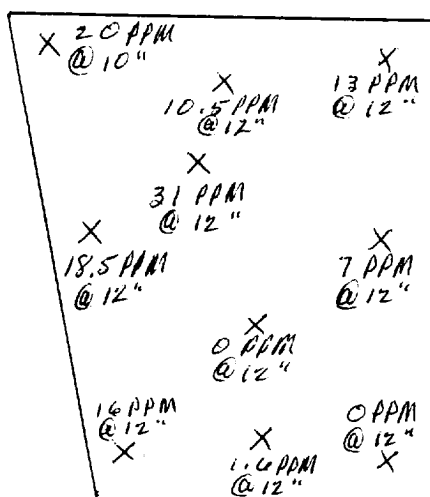 20 PPM
@ 10"
13 PPM
@ 12"
10.5 PPM
@ 12"
31 PPM
@ 12"
18.5 PPM
@ 12"
7 PPM
@ 12"
0 PPM
@ 12"
16 PPM
@ 12"
0 PPM
@ 12"
1.6 PPM
@ 12"